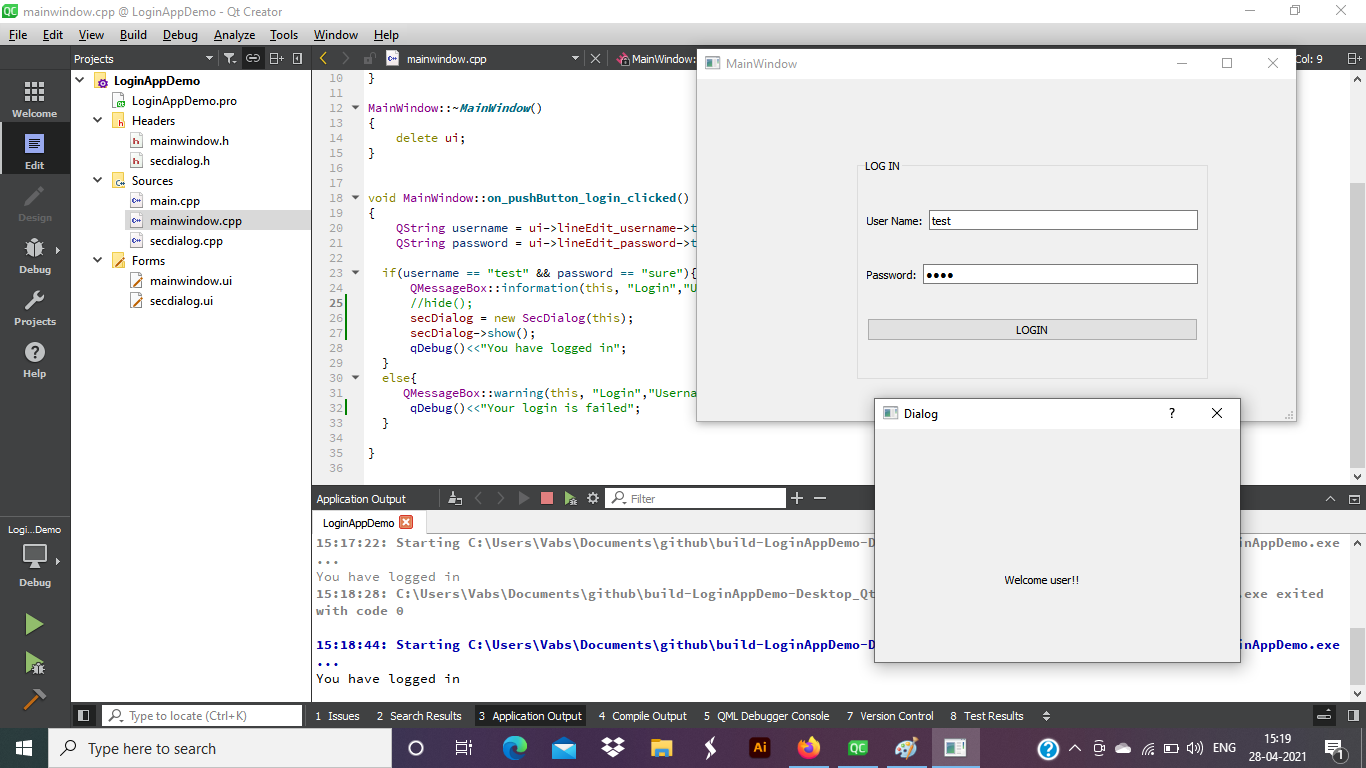 mainwindow.cpp @ LoginAppDemo - Qt Creator
File Edit View Build Debug Analyze Tools Window Help
Projects
mainwindow.cpp
MainWindow:
Col: 9
Welcome
Edit
Design
Debug
Projects
Help
Logi...Demo
Debug
LoginAppDemo
LoginAppDemo.pro
Headers
mainwindow.h
secdialog.h
Sources
main.cpp
mainwindow.cpp
secdialog.cpp
Forms
mainwindow.ui
secdialog.ui
10 }
11
12 MainWindow::~MainWindow()
13 {
14 delete ui;
15 }
16
17
18 void MainWindow::on_pushButton_login_clicked()
19 {
20 QString username = ui->lineEdit_username->t
21 QString password = ui->lineEdit_password->t
22
23 if(username == "test" && password == "sure"){
24 QMessageBox::information(this, "Login","U
25 //hide();
26 secDialog = new SecDialog(this);
27 secDialog->show();
28 qDebug()<<"You have logged in";
29 }
30 else{
31 QMessageBox::warning(this, "Login","Userna
32 qDebug()<<"Your login is failed";
33 }
34
35 }
36
MainWindow
LOG IN
User Name: test
Password: ●●●●
LOGIN
Dialog ?
Welcome user!!
Application Output
Filter
LoginAppDemo
15:17:22: Starting C:\Users\Vabs\Documents\github\build-LoginAppDemo-D inAppDemo.exe
...
You have logged in
15:18:28: C:\Users\Vabs\Documents\github\build-LoginAppDemo-Desktop_Qt .exe exited
with code 0
15:18:44: Starting C:\Users\Vabs\Documents\github\build-LoginAppDemo-D inAppDemo.exe
...
You have logged in
Type to locate (Ctrl+K)
1 Issues 2 Search Results 3 Application Output 4 Compile Output 5 QML Debugger Console 7 Version Control 8 Test Results
Type here to search
Ai
QC
ENG
15:19
28-04-2021
1